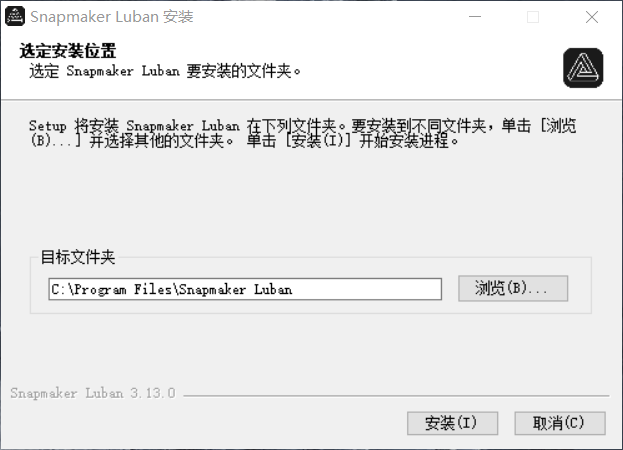 Snapmaker Luban 安装
选定安装位置
选定 Snapmaker Luban 要安装的文件夹。
Setup 将安装 Snapmaker Luban 在下列文件夹。要安装到不同文件夹，单击 [浏览
(B)...] 并选择其他的文件夹。 单击 [安装(I)] 开始安装进程。
目标文件夹
C:\Program Files\Snapmaker Luban
浏览(B)...
Snapmaker Luban 3.13.0
安装(I)
取消(C)